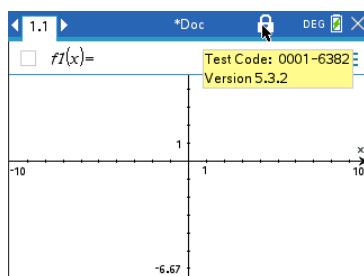 1.1 *Doc DEG
f1(x)=
Test Code: 0001-6382
Version 5.3.2
1
x
-10 1 10
-6.67